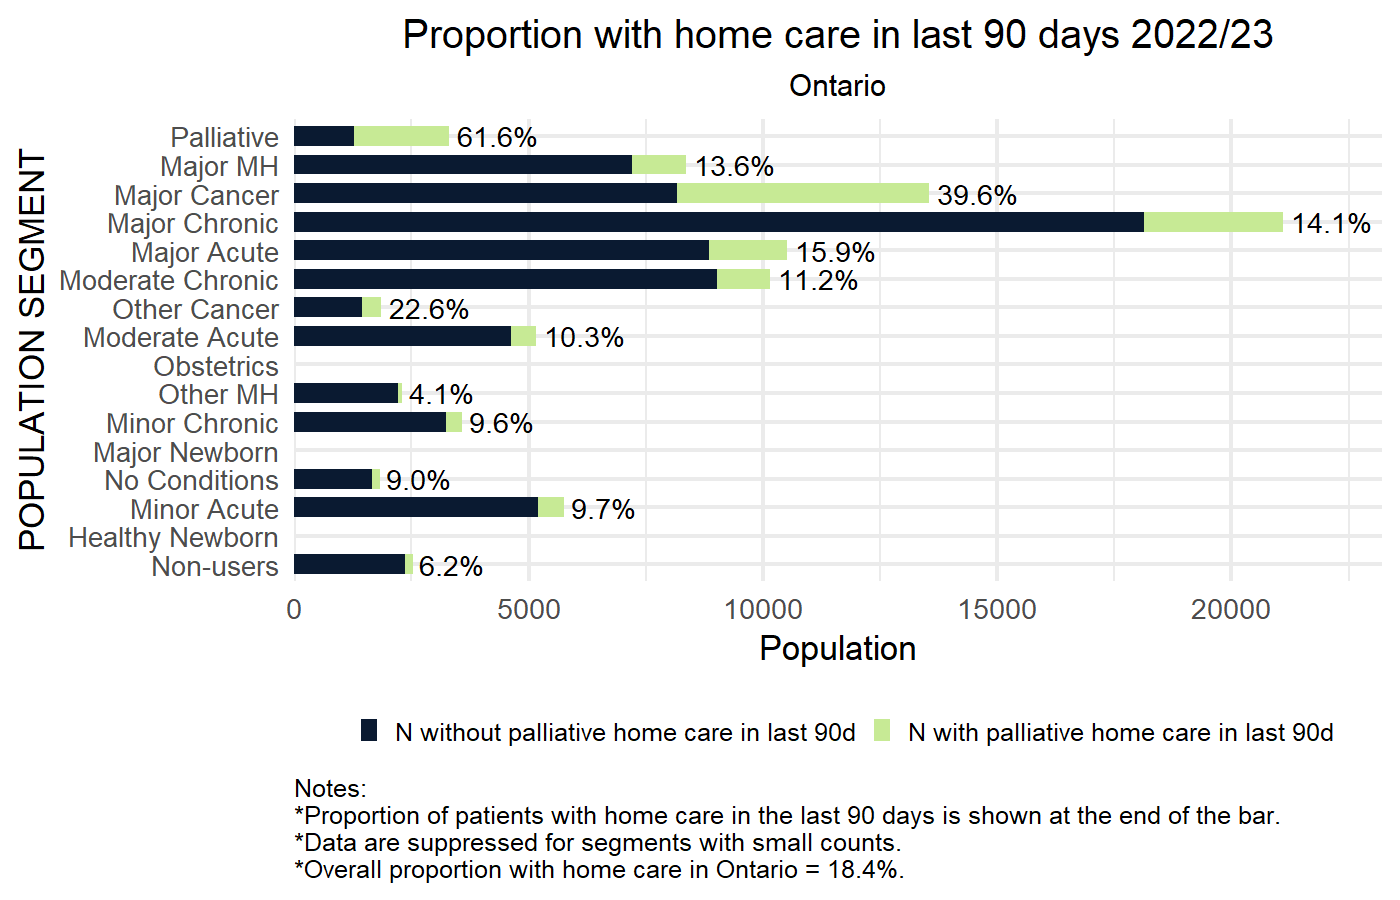 Proportion with home care in last 90 days 2022/23
Ontario
POPULATION SEGMENT
Palliative 61.6%
Major MH 13.6%
Major Cancer 39.6%
Major Chronic 14.1%
Major Acute 15.9%
Moderate Chronic 11.2%
Other Cancer 22.6%
Moderate Acute 10.3%
Obstetrics
Other MH 4.1%
Minor Chronic 9.6%
Major Newborn
No Conditions 9.0%
Minor Acute 9.7%
Healthy Newborn
Non-users 6.2%
0 5000 10000 15000 20000
Population
N without palliative home care in last 90d N with palliative home care in last 90d
Notes:
*Proportion of patients with home care in the last 90 days is shown at the end of the bar.
*Data are suppressed for segments with small counts.
*Overall proportion with home care in Ontario = 18.4%.